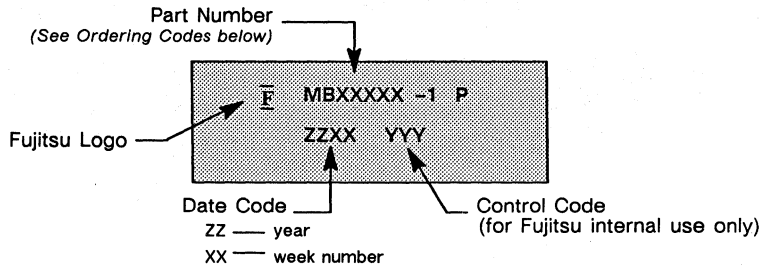 Part Number
(See Ordering Codes below)
F MBXXXXX -1 P
Fujitsu Logo
ZZXX YYY
Date Code
ZZ — year
XX — week number
Control Code
(for Fujitsu internal use only)